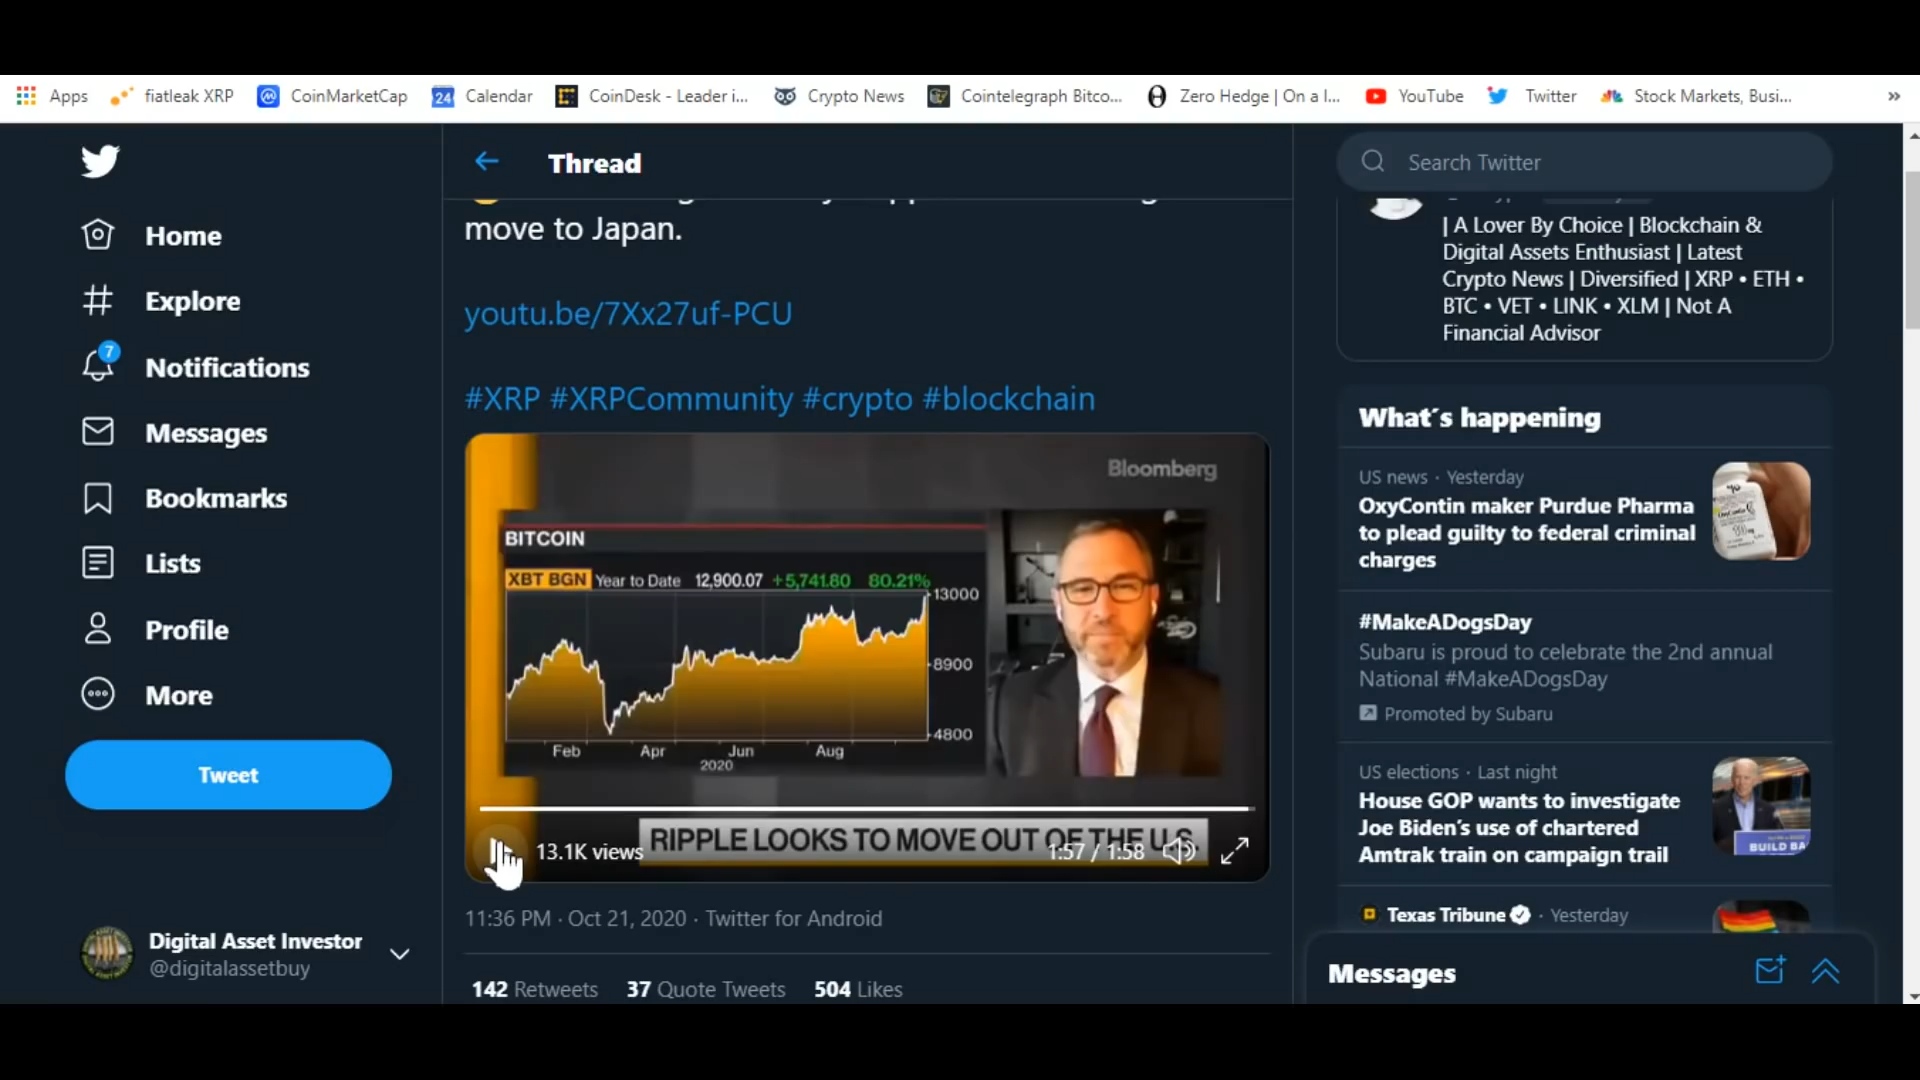 Apps
fiatleak XRP
CoinMarketCap
24
Calendar
CoinDesk - Leader i...
Crypto News
Cointelegraph Bitco...
Zero Hedge | On a l...
YouTube
Twitter
Stock Markets, Busi...
»
Home
Explore
7
Notifications
Messages
Bookmarks
Lists
Profile
More
Tweet
Digital Asset Investor
@digitalassetbuy
Thread
move to Japan.
youtu.be/7Xx27uf-PCU
#XRP #XRPCommunity #crypto #blockchain
Bloomberg
BITCOIN
XBT BGN Year to Date 12,900.07 +5,741.80 80.21%
13000
8900
4800
Feb Apr Jun Aug
2020
RIPPLE LOOKS TO MOVE OUT OF THE U.S.
13.1K views
1:57 / 1:58
11:36 PM · Oct 21, 2020 · Twitter for Android
142 Retweets 37 Quote Tweets 504 Likes
Search Twitter
| A Lover By Choice | Blockchain &
Digital Assets Enthusiast | Latest
Crypto News | Diversified | XRP • ETH •
BTC • VET • LINK • XLM | Not A
Financial Advisor
What's happening
US news · Yesterday
OxyContin maker Purdue Pharma
to plead guilty to federal criminal
charges
#MakeADogsDay
Subaru is proud to celebrate the 2nd annual
National #MakeADogsDay
Promoted by Subaru
US elections · Last night
House GOP wants to investigate
Joe Biden's use of chartered
Amtrak train on campaign trail
BUILD BA
Texas Tribune · Yesterday
Messages